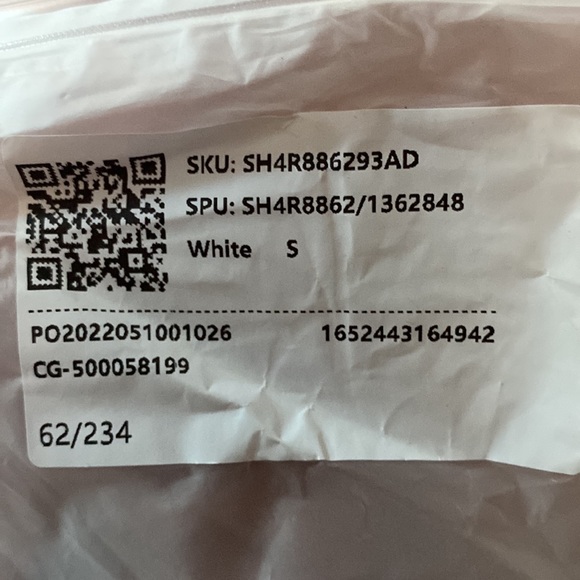 SKU: SH4R886293AD
SPU: SH4R8862/1362848
White S
PO2022051001026 1652443164942
CG-500058199
62/234